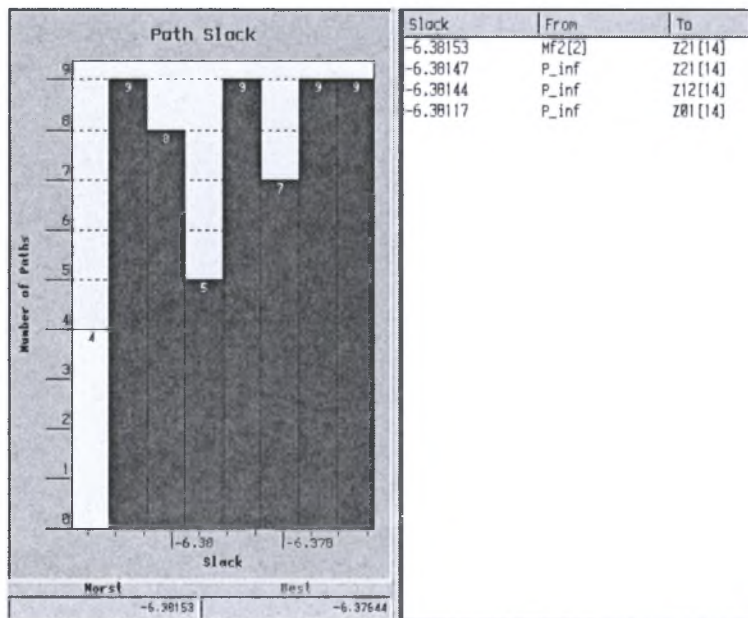 Path Slack
9
8
7
6
5
4
3
2
1
0
Number of Paths
4
9
8
5
9
7
9
9
-6.38
-6.378
Slack
Worst
Best
-6.38153
-6.37644
Slack From To
-6.38153 Mf2[2] Z21[14]
-6.38147 P_inf Z21[14]
-6.38144 P_inf Z12[14]
-6.38117 P_inf Z01[14]